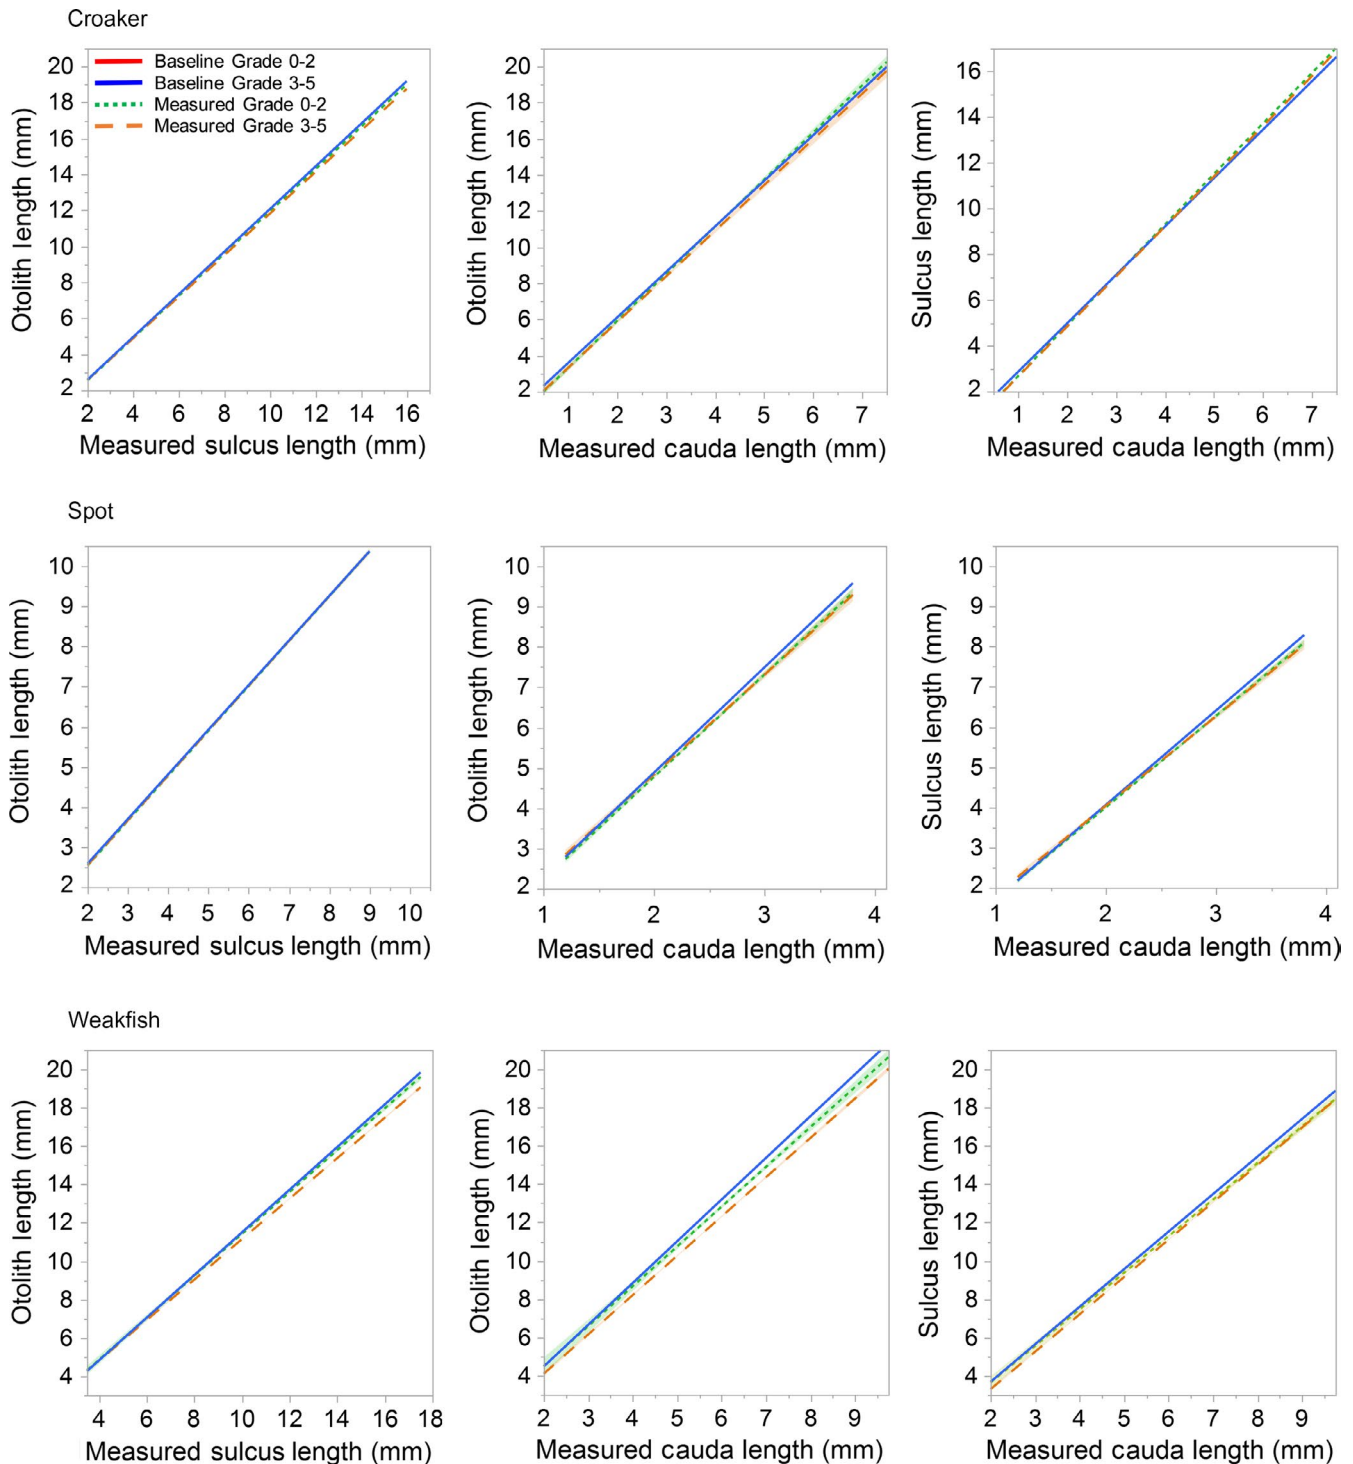 Croaker
Baseline Grade 0-2
Baseline Grade 3-5
Measured Grade 0-2
Measured Grade 3-5
Otolith length (mm)
20
18
16
14
12
10
8
6
4
2
2 4 6 8 10 12 14 16
Measured sulcus length (mm)
Otolith length (mm)
20
18
16
14
12
10
8
6
4
2
1 2 3 4 5 6 7
Measured cauda length (mm)
Sulcus length (mm)
16
14
12
10
8
6
4
2
1 2 3 4 5 6 7
Measured cauda length (mm)
Spot
Otolith length (mm)
10
9
8
7
6
5
4
3
2
2 3 4 5 6 7 8 9 10
Measured sulcus length (mm)
Otolith length (mm)
10
9
8
7
6
5
4
3
2
1 2 3 4
Measured cauda length (mm)
Sulcus length (mm)
10
9
8
7
6
5
4
3
2
1 2 3 4
Measured cauda length (mm)
Weakfish
Otolith length (mm)
20
18
16
14
12
10
8
6
4
4 6 8 10 12 14 16 18
Measured sulcus length (mm)
Otolith length (mm)
20
18
16
14
12
10
8
6
4
2 3 4 5 6 7 8 9
Measured cauda length (mm)
Sulcus length (mm)
20
18
16
14
12
10
8
6
4
2 3 4 5 6 7 8 9
Measured cauda length (mm)